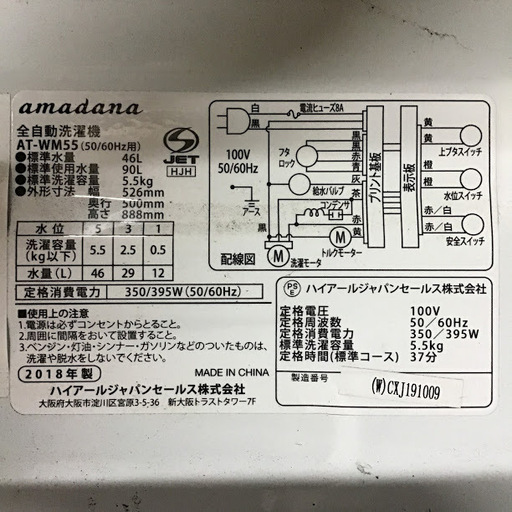 amadana
全自動洗濯機
AT-WM55(50/60Hz用)
●標準水量 46L
●標準使用水量 90L
●標準洗濯容量 5.5kg
●外形寸法 幅 526mm
奥行 500mm
高さ 888mm
S
JET
HJH
水位 5 3 1
洗濯容量(kg以下) 5.5 2.5 0.5
水量(L) 46 29 12
定格消費電力 350/395W(50/60Hz)
■使用上の注意
1.電源は必ずコンセントからとること。
2.周囲に間隔をおいて設置すること。
3.ベンジン・灯油・シンナー・ガソリンなどのついたものは、
洗濯や脱水をしないでください。
2018年製
MADE IN CHINA
ハイアールジャパンセールス株式会社
大阪府大阪市淀川区宮原3-5-36 新大阪トラストタワー7F
白
黒
電流ヒューズ8A
100V
50/60Hz
フタロック
黒
黒
赤
青
灰
給水バルブ
コンデンサ
赤
アース
M
洗濯モータ
M
トルクモーター
配線図
プリント基板
表示板
黄
黄
上ブタスイッチ
橙
橙
水位スイッチ
赤/白
赤/白
安全スイッチ
PSE
ハイアールジャパンセールス株式会社
定格電圧 100V
定格周波数 50/60Hz
定格消費電力 350/395W
標準洗濯容量 5.5kg
定格時間(標準コース) 37分
製造番号
(W)CXJ191009